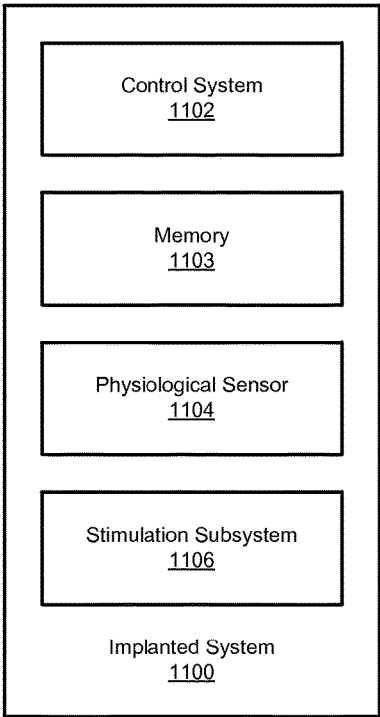 Control System
1102
Memory
1103
Physiological Sensor
1104
Stimulation Subsystem
1106
Implanted System
1100